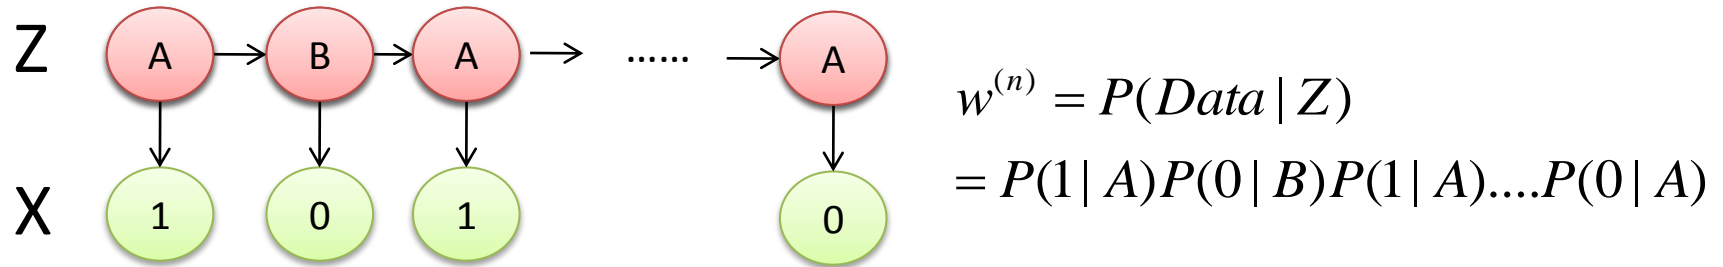 Z A B A ...... A
X 1 0 1 0
w^{(n)} = P(Data | Z)
= P(1 | A)P(0 | B)P(1 | A)....P(0 | A)